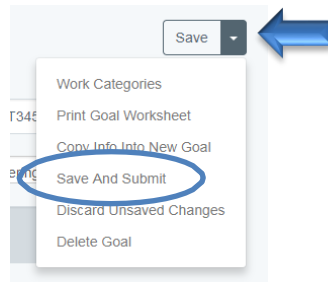 Save
Work Categories
T345
Print Goal Worksheet
Copy Info Into New Goal
Save And Submit
Discard Unsaved Changes
Delete Goal